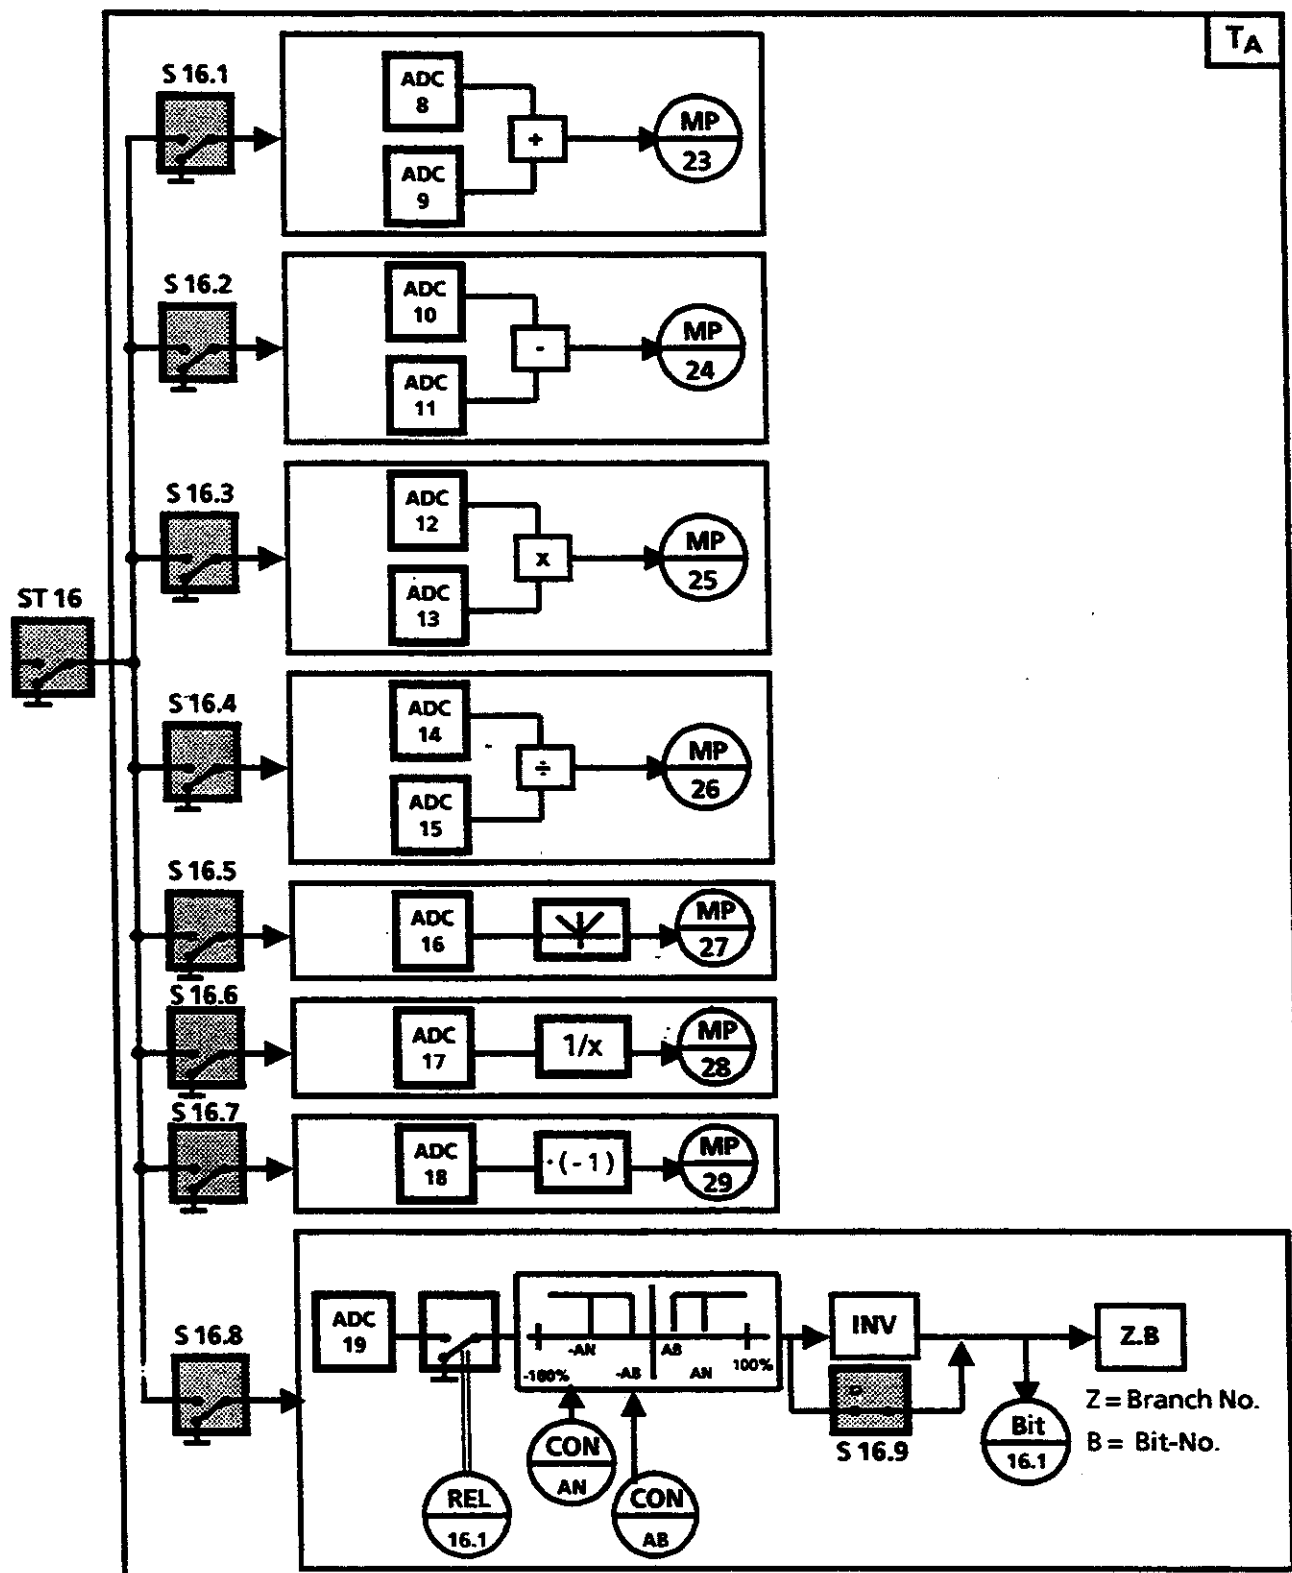 TA
S 16.1
ADC
8
+
MP
23
ADC
9
S 16.2
ADC
10
-
MP
24
ADC
11
S 16.3
ADC
12
x
MP
25
ADC
13
ST 16
S 16.4
ADC
14
÷
MP
26
ADC
15
S 16.5
ADC
16
MP
27
S 16.6
ADC
17
1/x
MP
28
S 16.7
ADC
18
·(-1)
MP
29
S 16.8
ADC
19
-AN
AB
-100%
-AB
AN
100%
INV
Z.B
Z = Branch No.
S 16.9
Bit
16.1
B = Bit-No.
CON
AN
REL
16.1
CON
AB